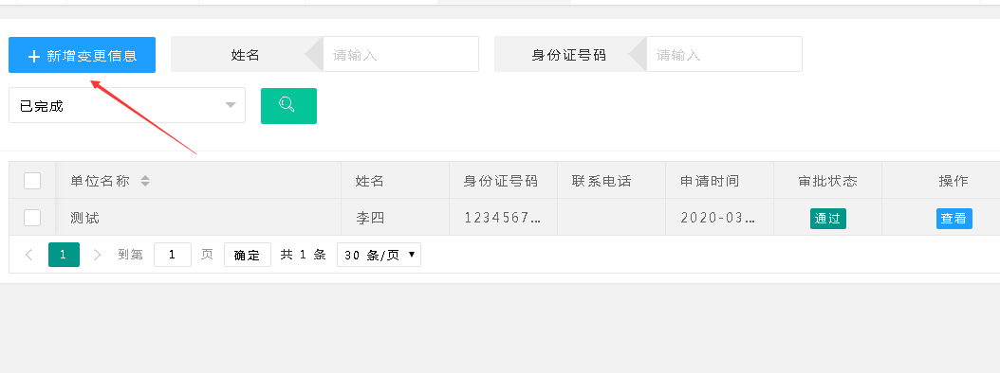 + 新增变更信息 姓名 请输入 身份证号码 请输入
已完成
单位名称 姓名 身份证号码 联系电话 申请时间 审批状态 操作
测试 李四 1234567... 2020-03... 通过 查看
1 到第 1 页 确定 共 1 条 30 条/页